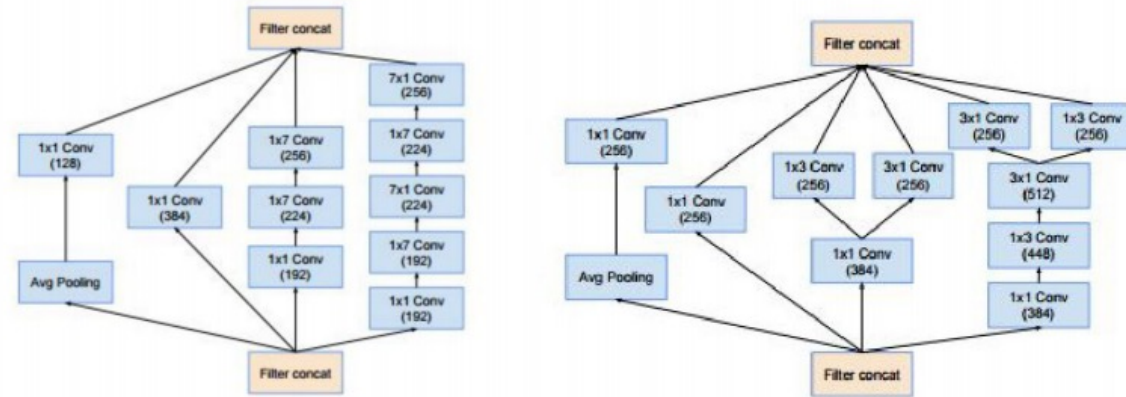 Filter concat
7x1 Conv
(256)
1x7 Conv
(256)
1x7 Conv
(224)
1x1 Conv
(128)
1x7 Conv
(224)
7x1 Conv
(224)
1x1 Conv
(384)
1x1 Conv
(192)
1x7 Conv
(192)
Avg Pooling
1x1 Conv
(192)
Filter concat
Filter concat
3x1 Conv
(256)
1x3 Conv
(256)
1x1 Conv
(256)
1x3 Conv
(256)
3x1 Conv
(256)
3x1 Conv
(512)
1x1 Conv
(256)
1x3 Conv
(448)
1x1 Conv
(384)
Avg Pooling
1x1 Conv
(384)
Filter concat